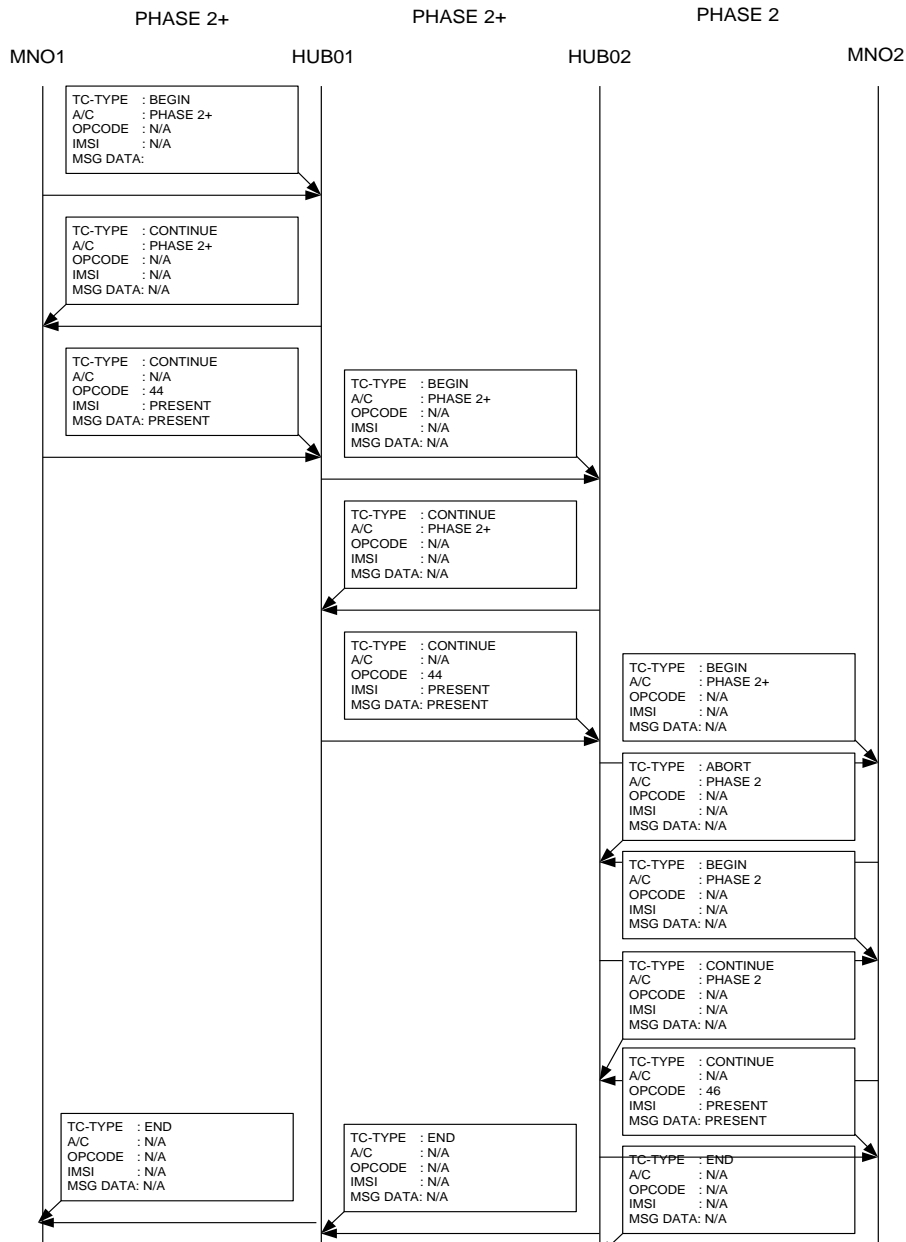 PHASE 2+ PHASE 2+ PHASE 2
MNO1 HUB01 HUB02 MNO2
TC-TYPE : BEGIN
A/C : PHASE 2+
OPCODE : N/A
IMSI : N/A
MSG DATA:
TC-TYPE : CONTINUE
A/C : PHASE 2+
OPCODE : N/A
IMSI : N/A
MSG DATA: N/A
TC-TYPE : CONTINUE
A/C : N/A
OPCODE : 44
IMSI : PRESENT
MSG DATA: PRESENT
TC-TYPE : BEGIN
A/C : PHASE 2+
OPCODE : N/A
IMSI : N/A
MSG DATA: N/A
TC-TYPE : CONTINUE
A/C : PHASE 2+
OPCODE : N/A
IMSI : N/A
MSG DATA: N/A
TC-TYPE : CONTINUE
A/C : N/A
OPCODE : 44
IMSI : PRESENT
MSG DATA: PRESENT
TC-TYPE : BEGIN
A/C : PHASE 2+
OPCODE : N/A
IMSI : N/A
MSG DATA: N/A
TC-TYPE : ABORT
A/C : PHASE 2
OPCODE : N/A
IMSI : N/A
MSG DATA: N/A
TC-TYPE : BEGIN
A/C : PHASE 2
OPCODE : N/A
IMSI : N/A
MSG DATA: N/A
TC-TYPE : CONTINUE
A/C : PHASE 2
OPCODE : N/A
IMSI : N/A
MSG DATA: N/A
TC-TYPE : CONTINUE
A/C : N/A
OPCODE : 46
IMSI : PRESENT
MSG DATA: PRESENT
TC-TYPE : END
A/C : N/A
OPCODE : N/A
IMSI : N/A
MSG DATA: N/A
TC-TYPE : END
A/C : N/A
OPCODE : N/A
IMSI : N/A
MSG DATA: N/A
TC-TYPE : END
A/C : N/A
OPCODE : N/A
IMSI : N/A
MSG DATA: N/A